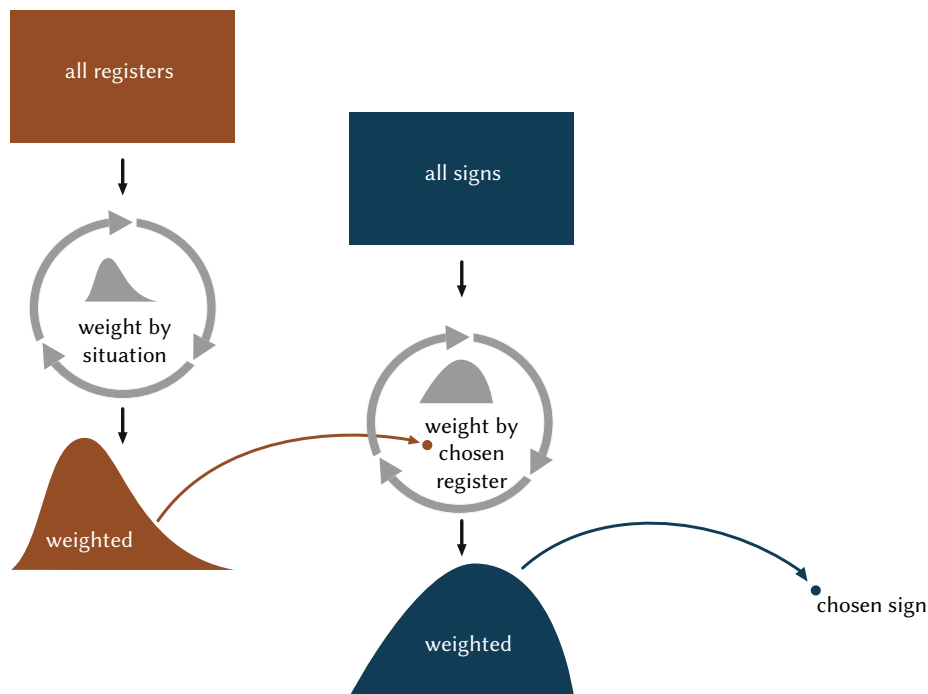 all registers
all signs
weight by
situation
weight by
chosen
register
weighted
chosen sign
weighted